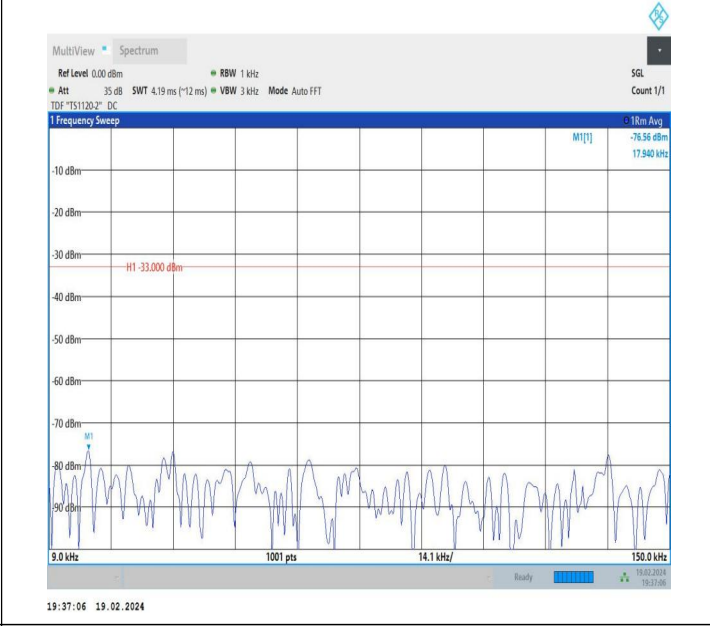 R&S
MultiView Spectrum
Ref Level 0.00 dBm RBW 1 kHz SGL
Att 35 dB SWT 4.19 ms (~12 ms) VBW 3 kHz Mode Auto FFT Count 1/1
TDF "TS1120-2" DC
1 Frequency Sweep 1Rm Avg
M1[1] -76.56 dBm
17.940 kHz
-10 dBm
-20 dBm
-30 dBm
H1 -33.000 dBm
-40 dBm
-50 dBm
-60 dBm
-70 dBm
M1
-80 dBm
-90 dBm
9.0 kHz 1001 pts 14.1 kHz/ 150.0 kHz
Ready 19.02.2024
19:37:06
19:37:06 19.02.2024